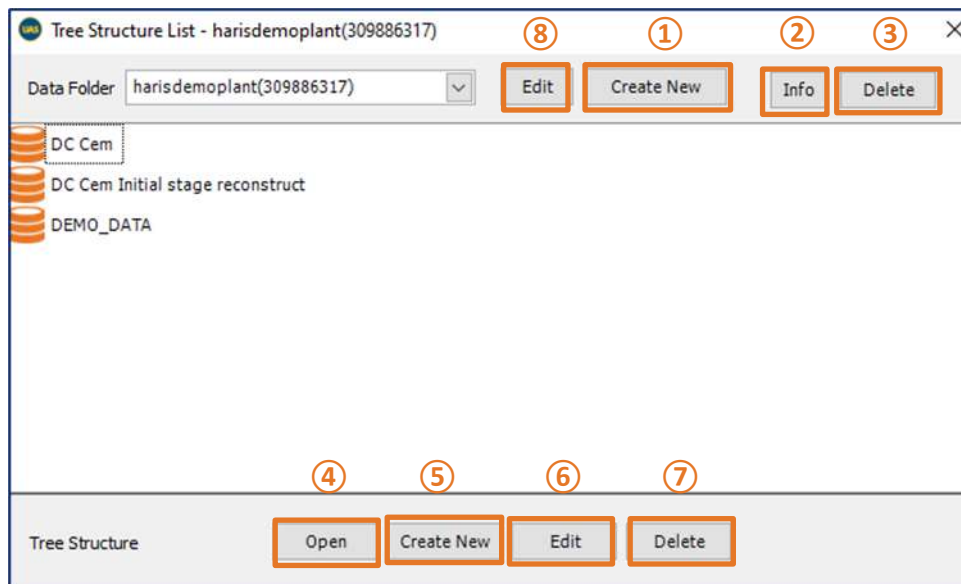 UAS Tree Structure List - harisdemoplant(309886317)
⑧ ① ② ③
Data Folder harisdemoplant(309886317) Edit Create New Info Delete
DC Cem
DC Cem Initial stage reconstruct
DEMO_DATA
④ ⑤ ⑥ ⑦
Tree Structure Open Create New Edit Delete